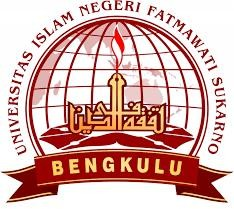 UNIVERSITAS ISLAM NEGERI FATMAWATI SUKARNO
BENGKULU